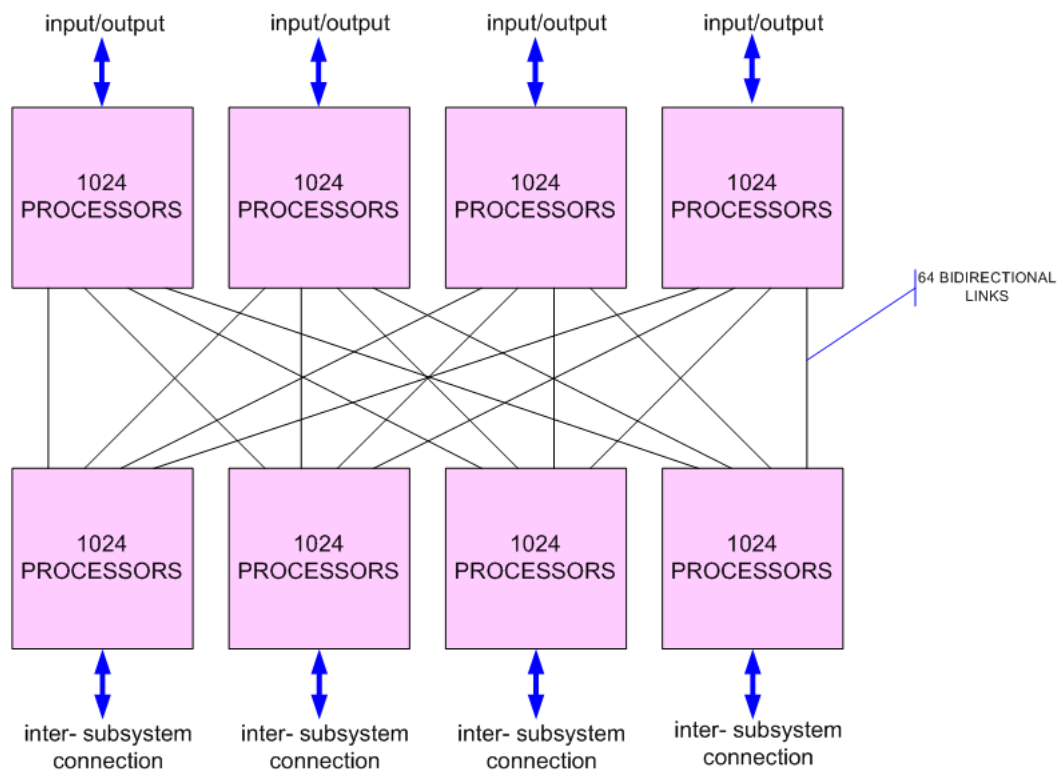 input/output
input/output
input/output
input/output
1024
PROCESSORS
1024
PROCESSORS
1024
PROCESSORS
1024
PROCESSORS
64 BIDIRECTIONAL
LINKS
1024
PROCESSORS
1024
PROCESSORS
1024
PROCESSORS
1024
PROCESSORS
inter- subsystem
connection
inter- subsystem
connection
inter- subsystem
connection
inter- subsystem
connection